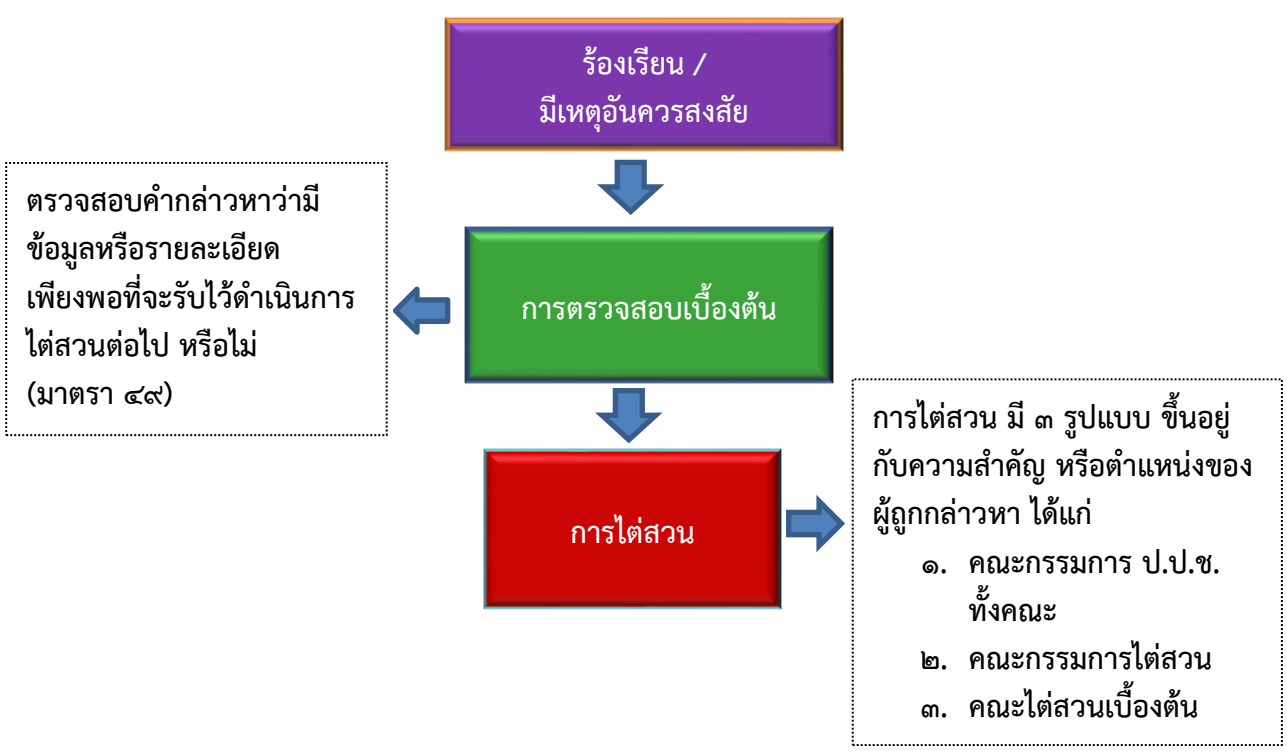 ร้องเรียน /
มีเหตุอันควรสงสัย
ตรวจสอบคำกล่าวหาว่ามี
ข้อมูลหรือรายละเอียด
เพียงพอที่จะรับไว้ดำเนินการ
ไต่สวนต่อไป หรือไม่
(มาตรา ๔๙)
การตรวจสอบเบื้องต้น
การไต่สวน
การไต่สวน มี ๓ รูปแบบ ขึ้นอยู่
กับความสำคัญ หรือตำแหน่งของ
ผู้ถูกกล่าวหา ได้แก่
๑. คณะกรรมการ ป.ป.ช.
ทั้งคณะ
๒. คณะกรรมการไต่สวน
๓. คณะไต่สวนเบื้องต้น